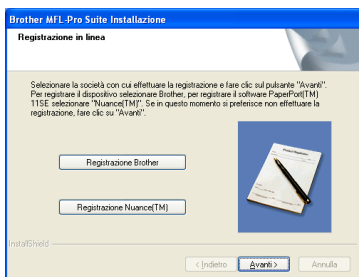 Brother MFL-Pro Suite Installazione
Registrazione in linea
Selezionare la società con cui effettuare la registrazione e fare clic sul pulsante "Avanti".
Per registrare il dispositivo selezionare Brother, per registrare il software PaperPort(TM)
11SE selezionare "Nuance(TM)". Se in questo momento si preferisce non effettuare la
registrazione, fare clic su "Avanti".
Product Registration
Registrazione Brother
Registrazione Nuance(TM)
InstallShield
< Indietro
Avanti >
Annulla